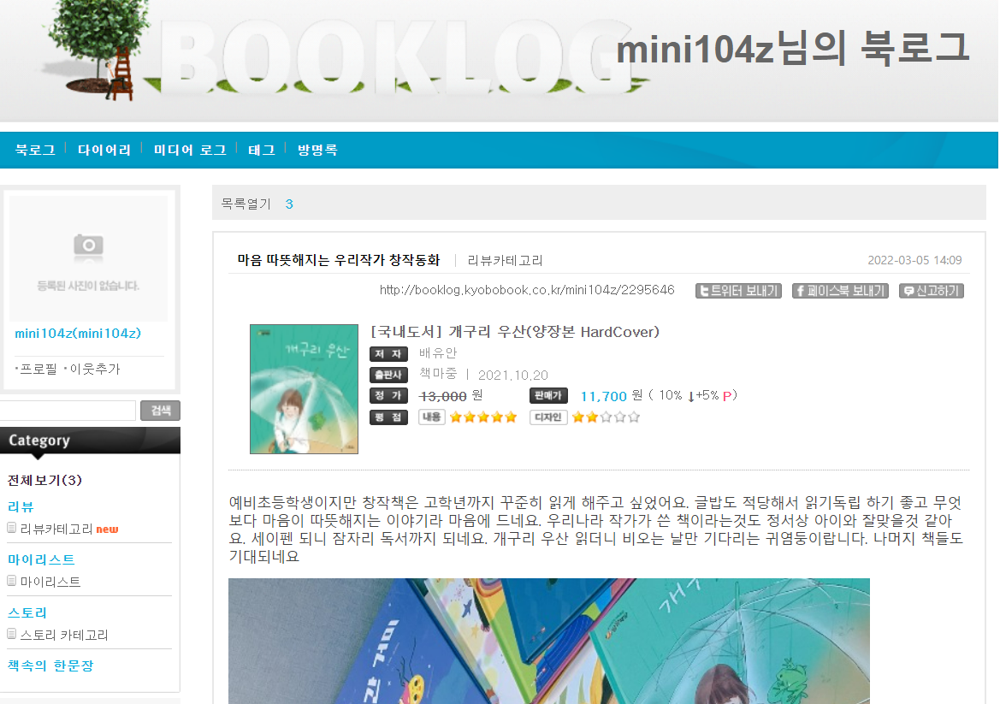 BOOKLOG
mini104z님의 북로그
북로그 다이어리 미디어 로그 태그 방명록
등록된 사진이 없습니다.
mini104z(mini104z)
·프로필 ·이웃추가
검색
Category
전체보기(3)
리뷰
리뷰카테고리 new
마이리스트
마이리스트
스토리
스토리 카테고리
책속의 한문장
목록열기 3
마음 따뜻해지는 우리작가 창작동화 | 리뷰카테고리 2022-03-05 14:09
http://booklog.kyobobook.co.kr/mini104z/2295646 트위터 보내기 페이스북 보내기 신고하기
개구리 우산
[국내도서] 개구리 우산(양장본 HardCover)
저 자 배유안
출판사 책마중 | 2021.10.20
정 가 13,000 원 판매가 11,700 원 ( 10% ↓+5% P)
평 점 내용 ★★★★★ 디자인 ★★☆☆☆
예비초등학생이지만 창작책은 고학년까지 꾸준히 읽게 해주고 싶었어요. 글밥도 적당해서 읽기독립 하기 좋고 무엇
보다 마음이 따뜻해지는 이야기라 마음에 드네요. 우리나라 작가가 쓴 책이라는것도 정서상 아이와 잘맞을것 같아
요. 세이펜 되니 잠자리 독서까지 되네요. 개구리 우산 읽더니 비오는 날만 기다리는 귀염둥이랍니다. 나머지 책들도
기대되네요
거미
개구